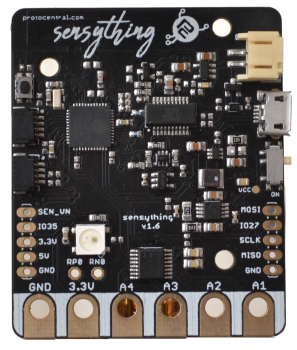 protocentral.com
sensything
VCC
ON
SEN_VN
IO35
3.3V
5V
GND
sensything
v1.6
MOSI
IO27
SCLK
MISO
GND
RP0 RN0
GND 3.3V A4 A3 A2 A1